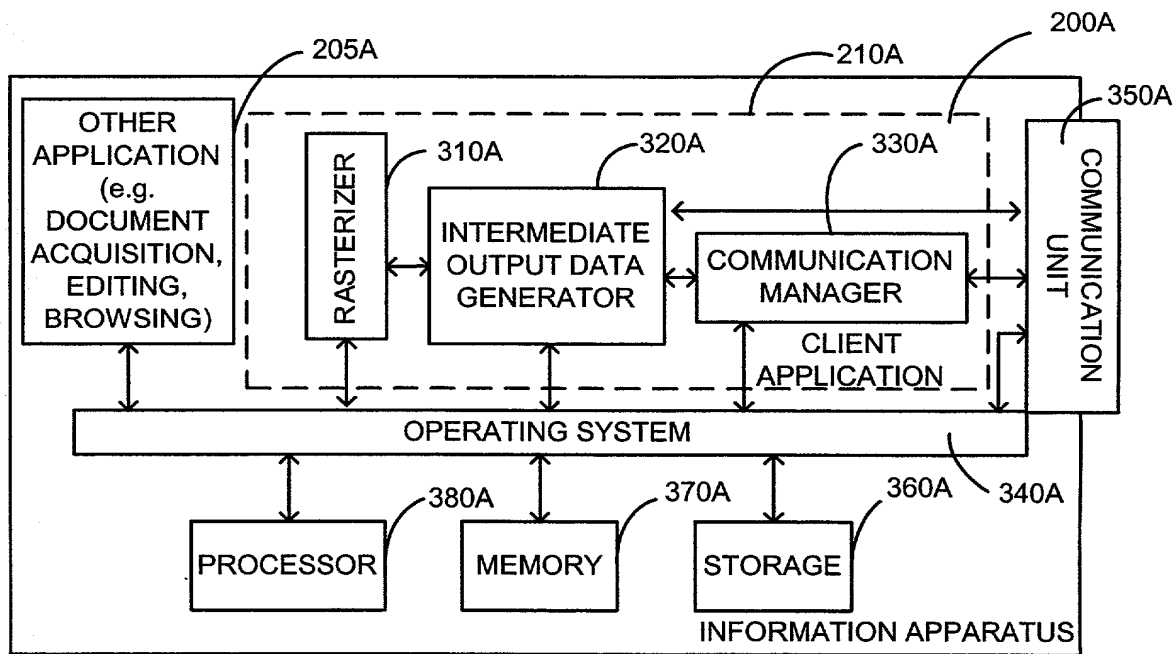 205A
200A
210A
350A
OTHER
APPLICATION
(e.g.
DOCUMENT
ACQUISITION,
EDITING,
BROWSING)
RASTERIZER
310A
320A
330A
INTERMEDIATE
OUTPUT DATA
GENERATOR
COMMUNICATION
MANAGER
CLIENT
APPLICATION
COMMUNICATION
UNIT
OPERATING SYSTEM
380A
370A
360A
340A
PROCESSOR
MEMORY
STORAGE
INFORMATION APPARATUS